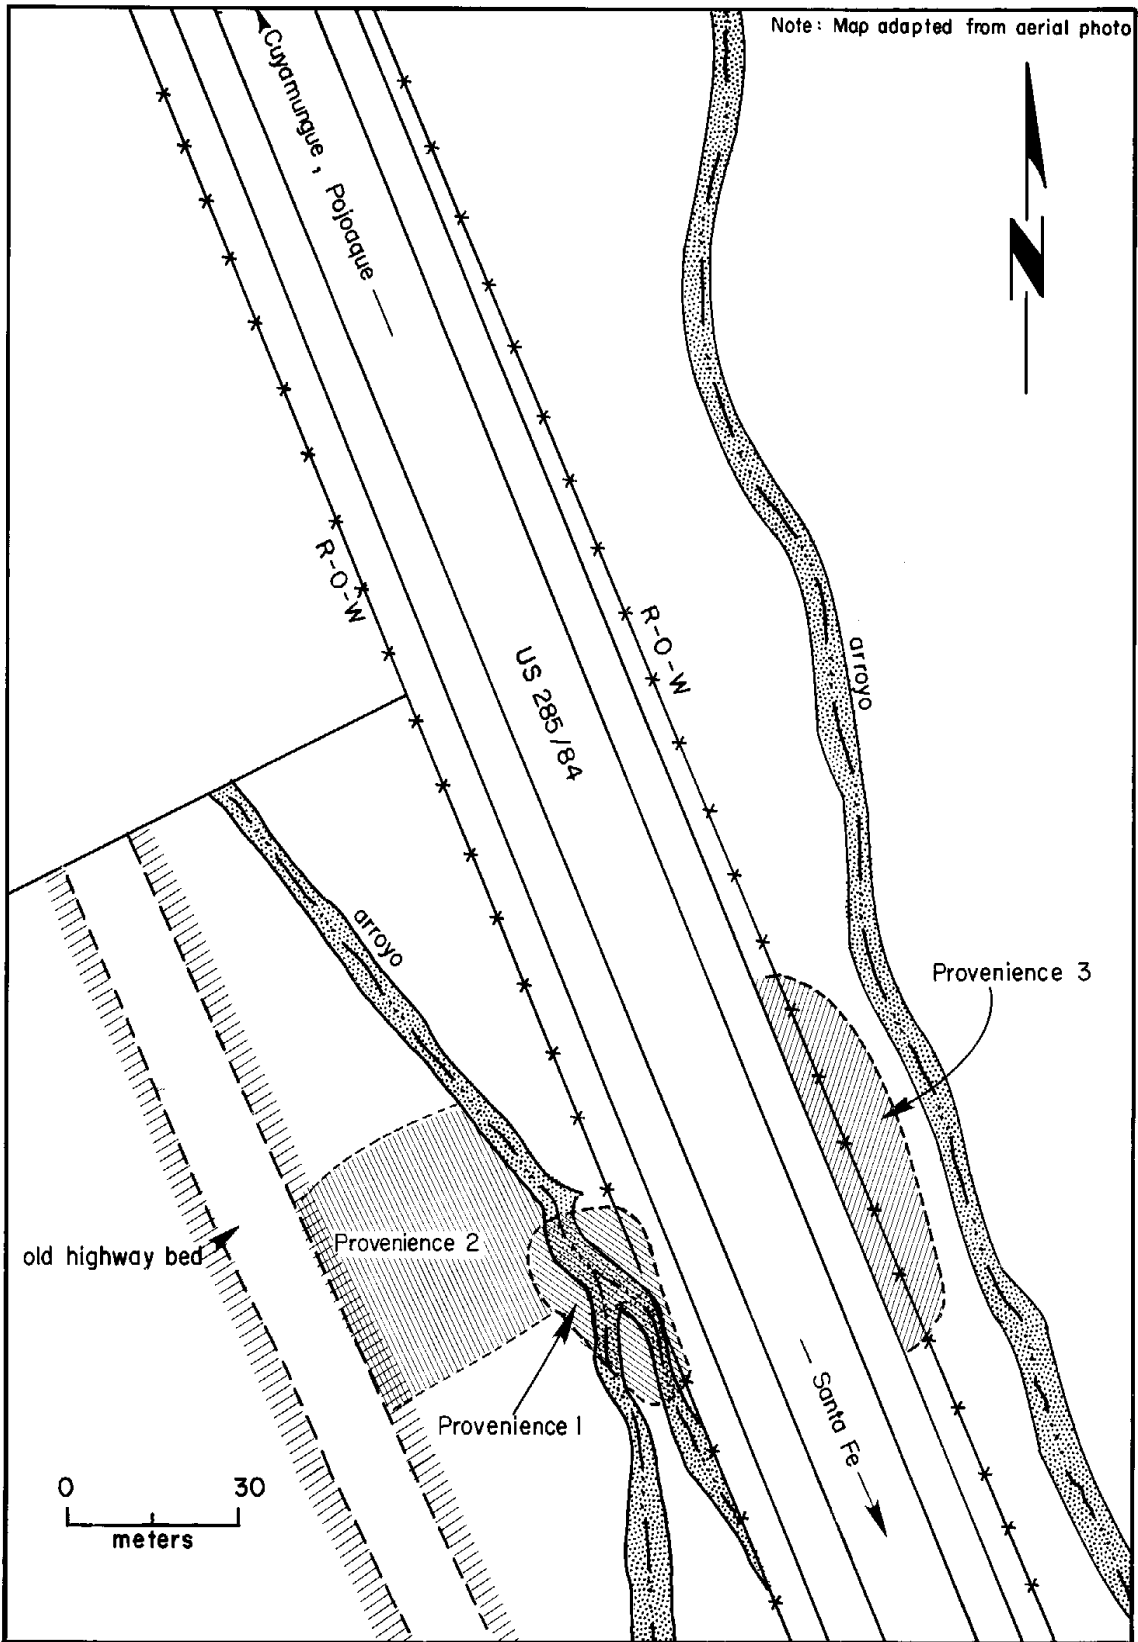 Note: Map adapted from aerial photo
Cuyamungue, Pojoaque —
N
R-O-W
R-O-W
US 285/84
arroyo
arroyo
Provenience 3
Provenience 2
old highway bed
Provenience 1
— Santa Fe —
0 30
meters